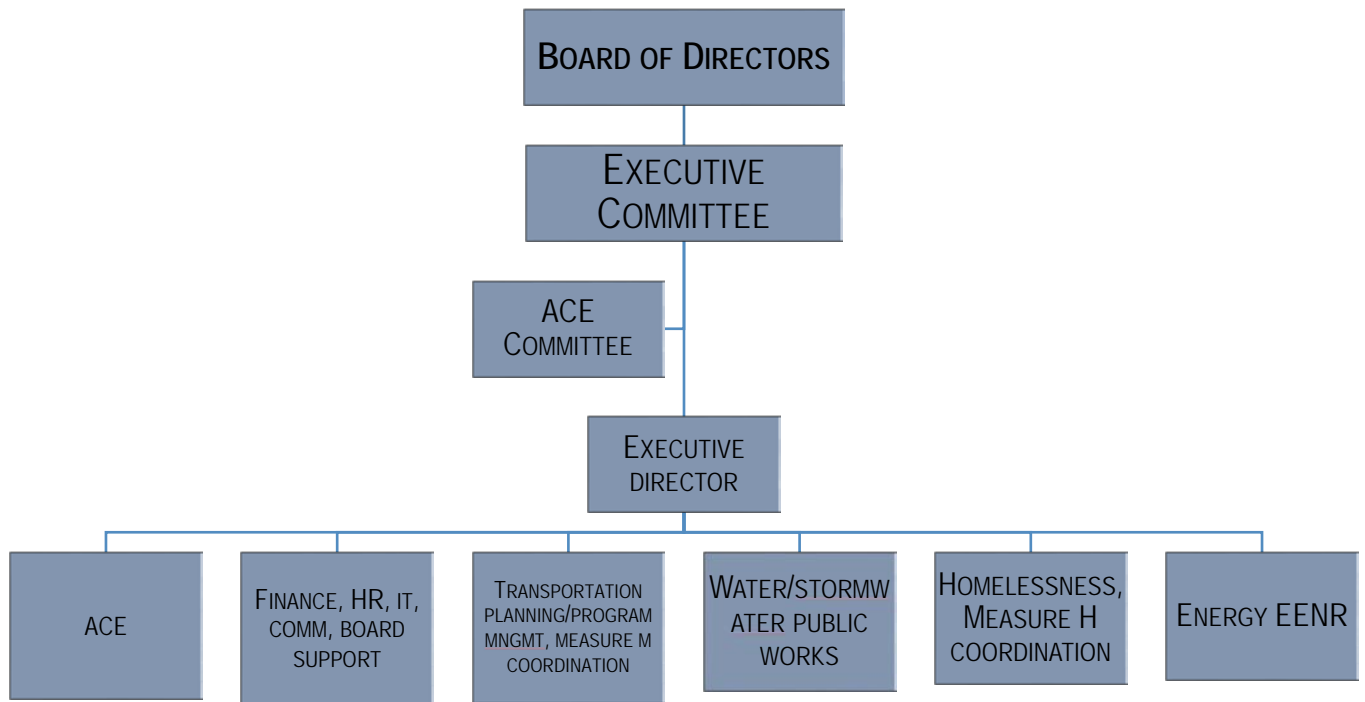 BOARD OF DIRECTORS
EXECUTIVE
COMMITTEE
ACE
COMMITTEE
EXECUTIVE
DIRECTOR
ACE
FINANCE, HR, IT,
COMM, BOARD
SUPPORT
TRANSPORTATION
PLANNING/PROGRAM
MNGMT, MEASURE M
COORDINATION
WATER/STORMW
ATER PUBLIC
WORKS
HOMELESSNESS,
MEASURE H
COORDINATION
ENERGY EENR